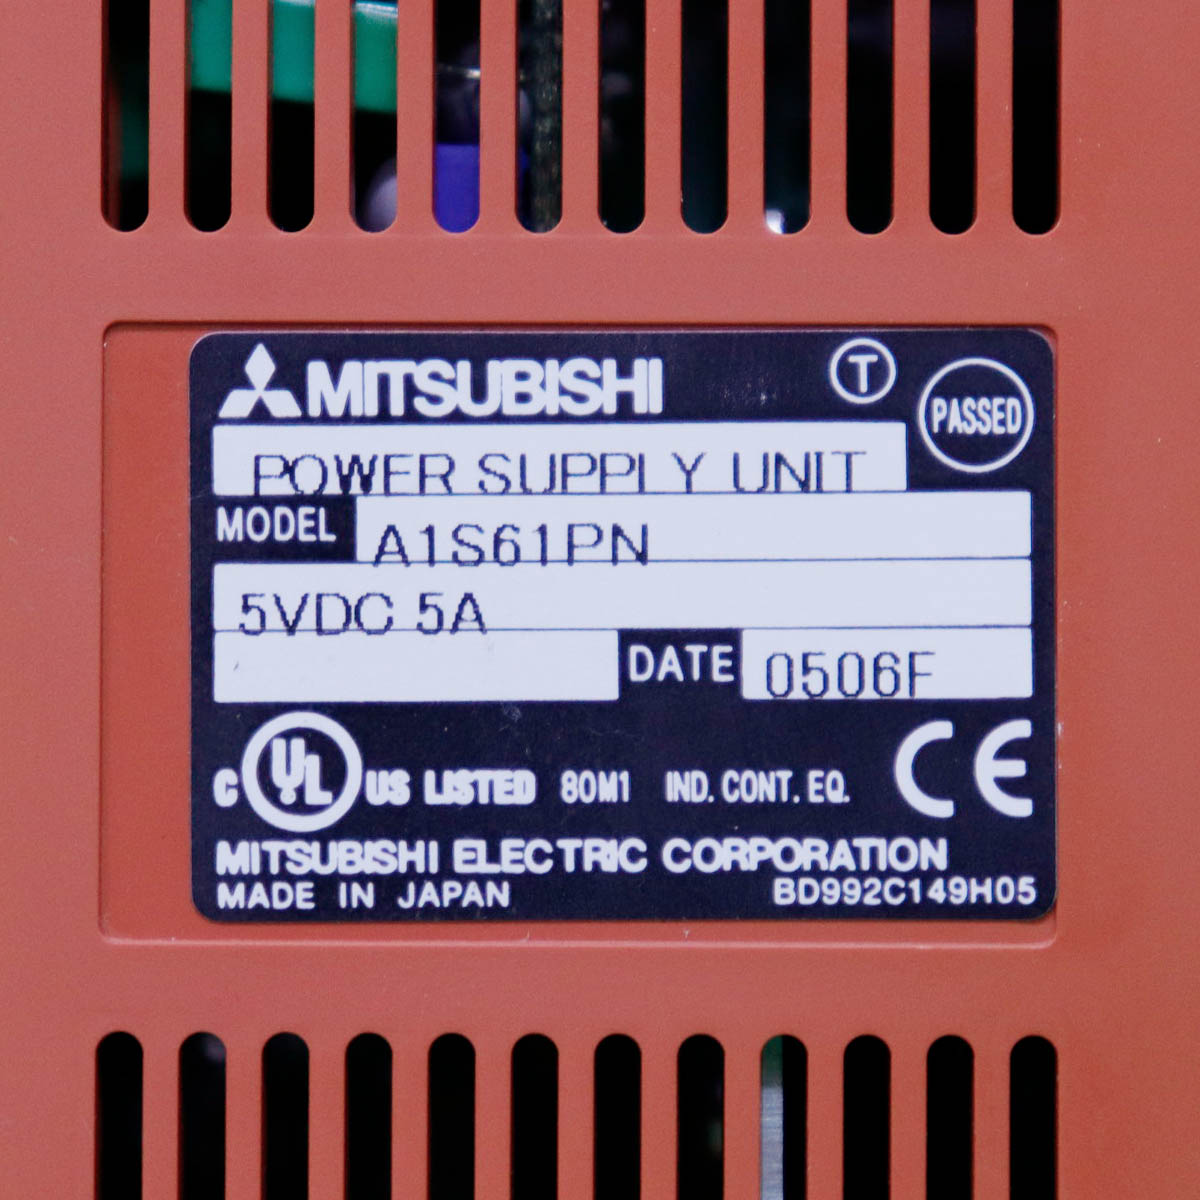 MITSUBISHI T PASSED
POWER SUPPLY UNIT
MODEL A1S61PN
5VDC 5A
DATE 0506F
C UL US LISTED 80M1 IND. CONT. EQ. CE
MITSUBISHI ELECTRIC CORPORATION
MADE IN JAPAN BD992C149H05